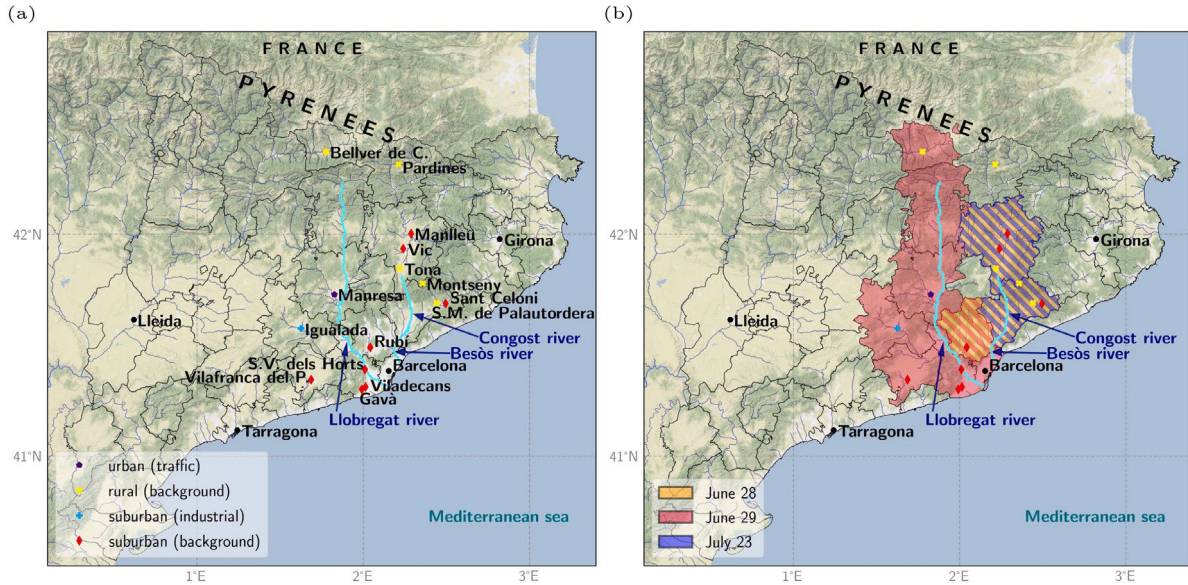 (a)
FRANCE
PYRENEES
Bellver de C.
Pardines
42°N
Manlleu
Girona
Vic
Tona
Montseny
Manresa
Sant Celoni
S.M. de Palautordera
Lleida
Igualada
Rubí
Congost river
Besòs river
S.V. dels Horts
Barcelona
Vilafranca del P.
Viladecans
Gavà
Llobregat river
Tarragona
41°N
urban (traffic)
rural (background)
suburban (industrial)
suburban (background)
Mediterranean sea
1°E
2°E
3°E
(b)
FRANCE
PYRENEES
42°N
Girona
Lleida
Congost river
Besòs river
Barcelona
Llobregat river
Tarragona
41°N
June 28
June 29
July 23
Mediterranean sea
1°E
2°E
3°E